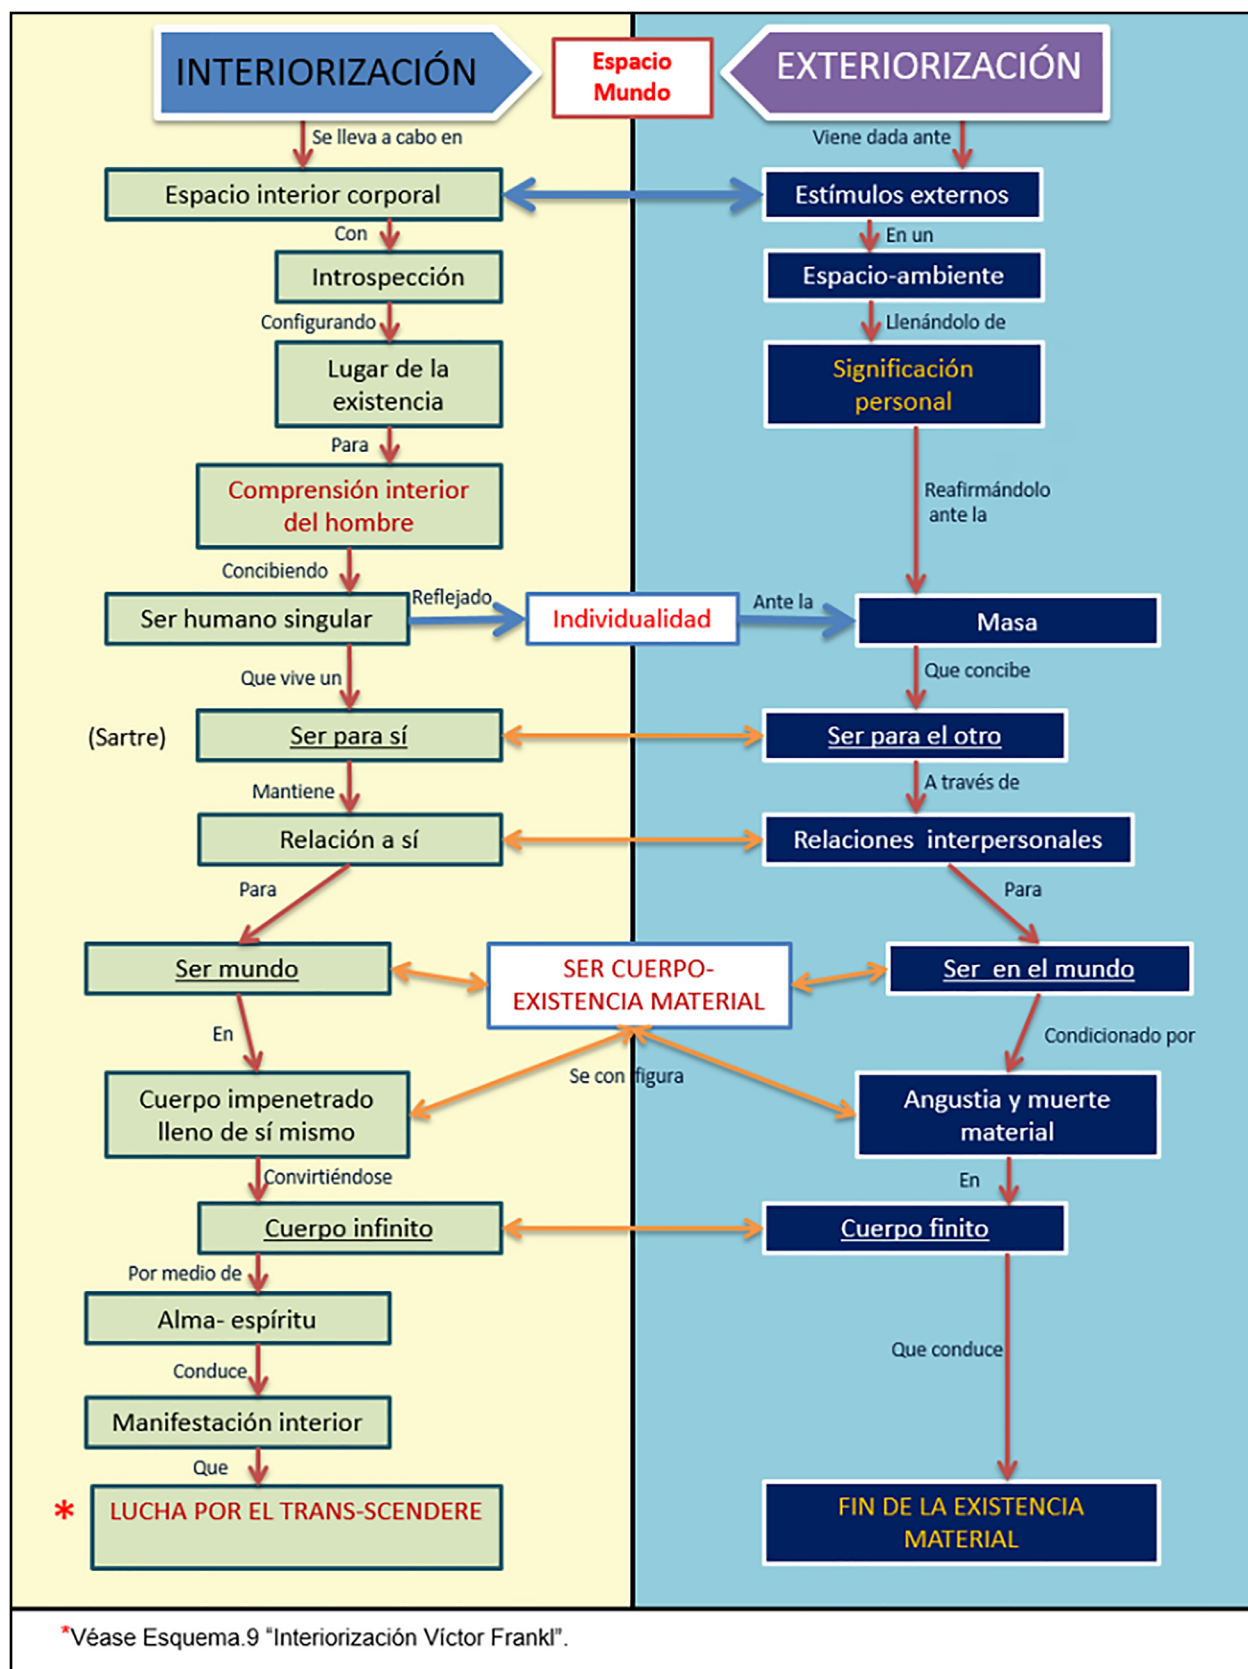 INTERIORIZACIÓN
Espacio
Mundo
EXTERIORIZACIÓN
Se lleva a cabo en
Viene dada ante
Espacio interior corporal
Estímulos externos
Con
En un
Introspección
Espacio-ambiente
Configurando
Llenándolo de
Lugar de la
existencia
Significación
personal
Para
Comprensión interior
del hombre
Reafirmándolo
ante la
Concibiendo
Ser humano singular
Reflejado
Individualidad
Ante la
Masa
Que vive un
Que concibe
(Sartre)
Ser para sí
Ser para el otro
Mantiene
A través de
Relación a sí
Relaciones interpersonales
Para
Para
Ser mundo
SER CUERPO-
EXISTENCIA MATERIAL
Ser en el mundo
En
Condicionado por
Se con figura
Cuerpo impenetrado
lleno de sí mismo
Angustia y muerte
material
Convirtiéndose
En
Cuerpo infinito
Cuerpo finito
Por medio de
Alma- espíritu
Conduce
Que conduce
Manifestación interior
Que
* LUCHA POR EL TRANS-SCENDERE
FIN DE LA EXISTENCIA
MATERIAL
*Véase Esquema.9 “Interiorización Víctor Frankl”.